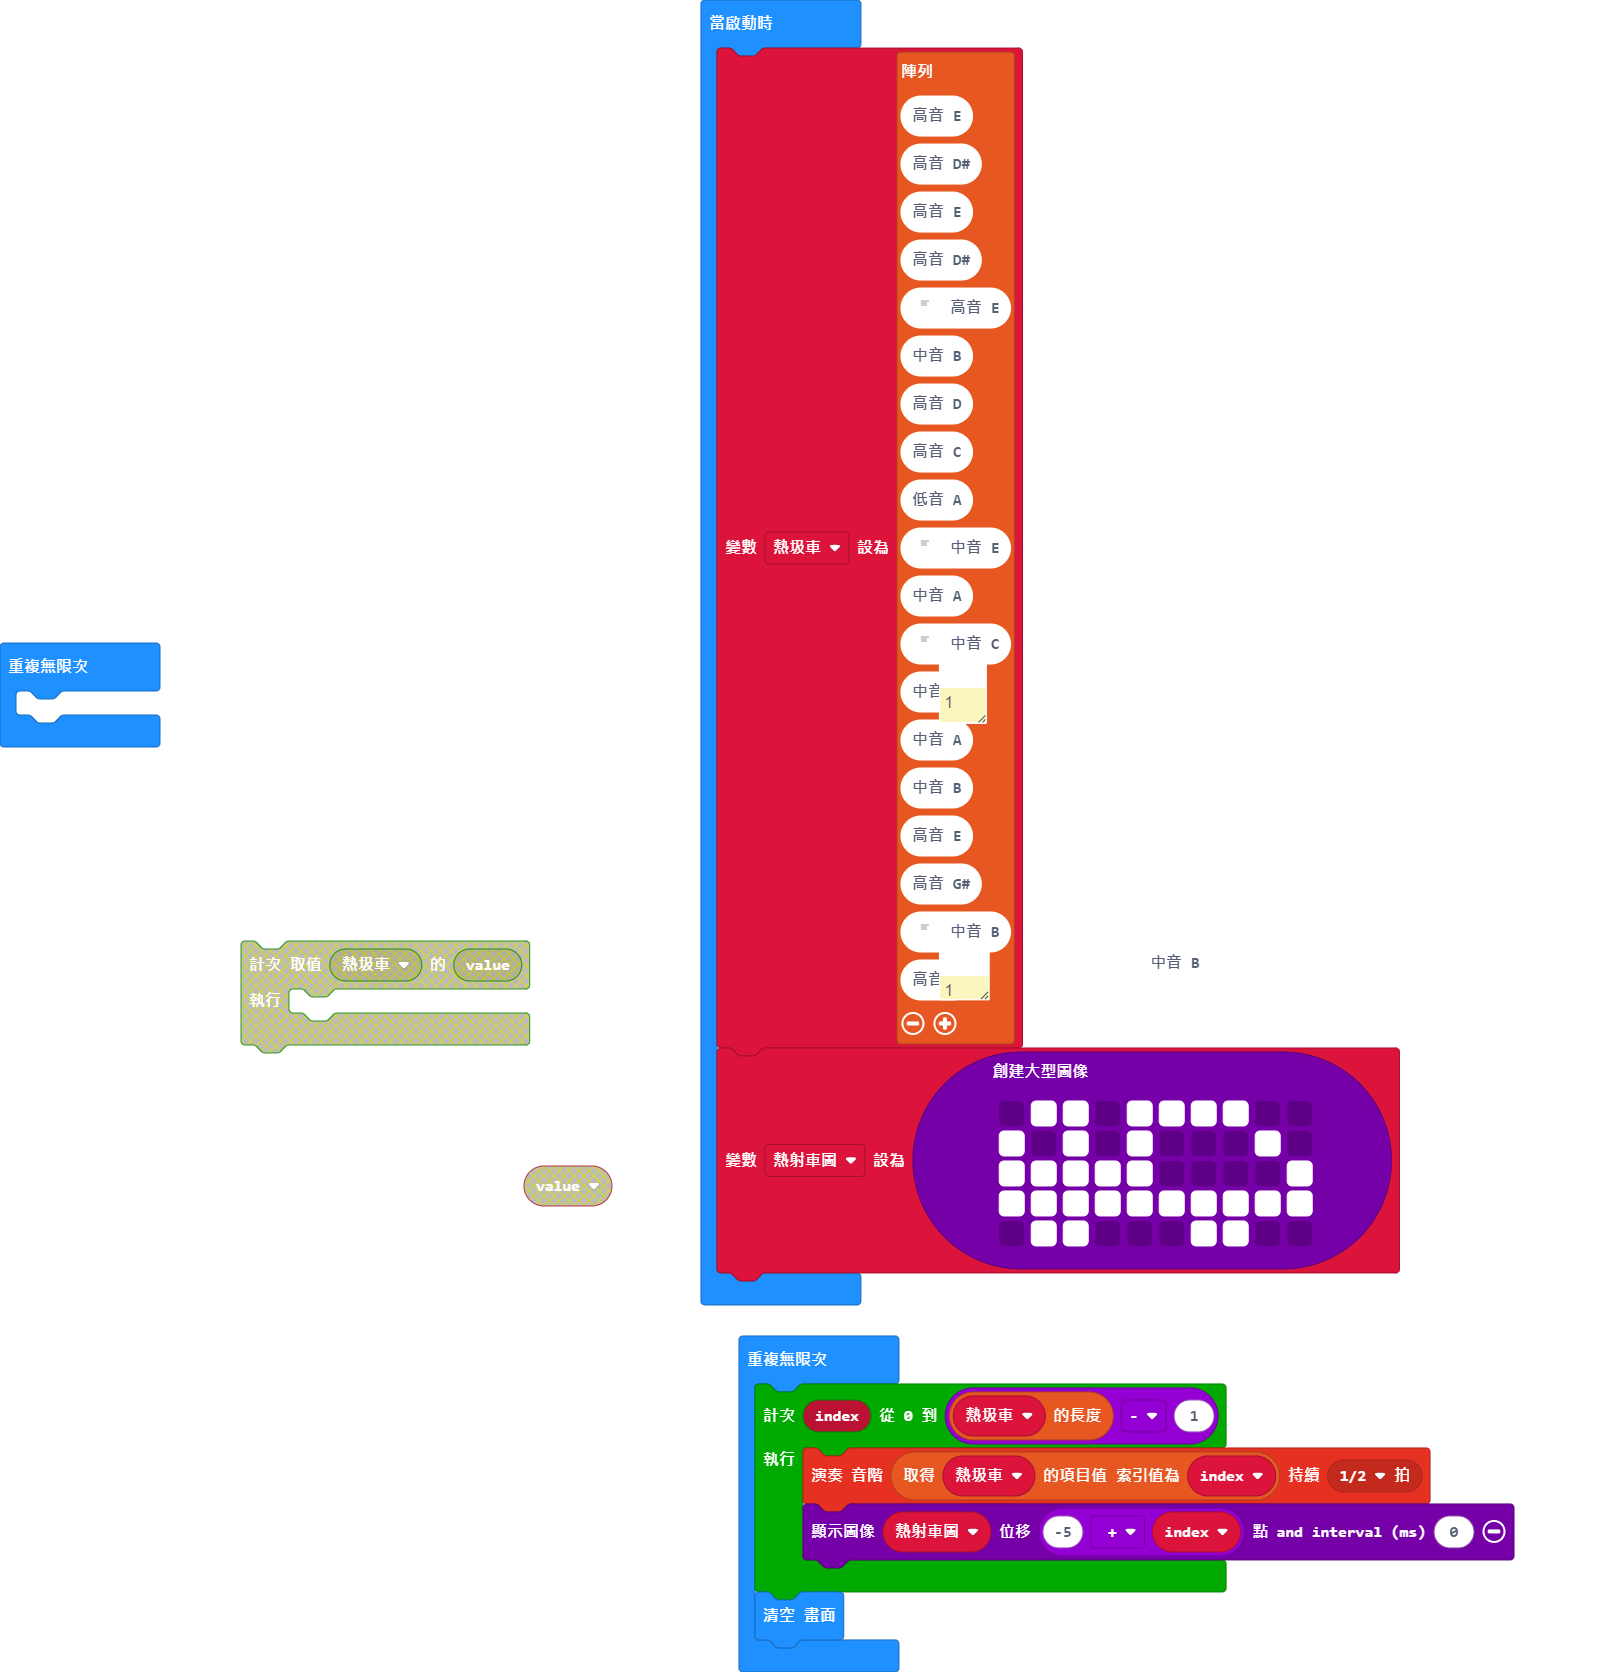 當啟動時
陣列
高音 E
高音 D#
高音 E
高音 D#
高音 E
中音 B
高音 D
高音 C
低音 A
變數 熱圾車 設為
中音 E
中音 A
中音 C
中音
1
中音 A
中音 B
高音 E
高音 G#
中音 B
高音
1
中音 B
重複無限次
計次 取值 熱圾車 的 value
執行
value
創建大型圖像
變數 熱射車圖 設為
重複無限次
計次 index 從 0 到 熱圾車 的長度 - 1
執行
演奏 音階 取得 熱圾車 的項目值 索引值為 index 持續 1/2 拍
顯示圖像 熱射車圖 位移 -5 + index 點 and interval (ms) 0
清空 畫面